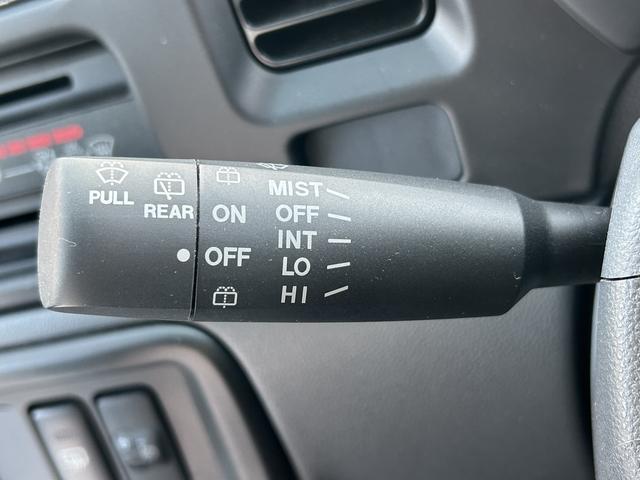 PULL
REAR
ON
OFF
MIST
OFF
INT
LO
HI